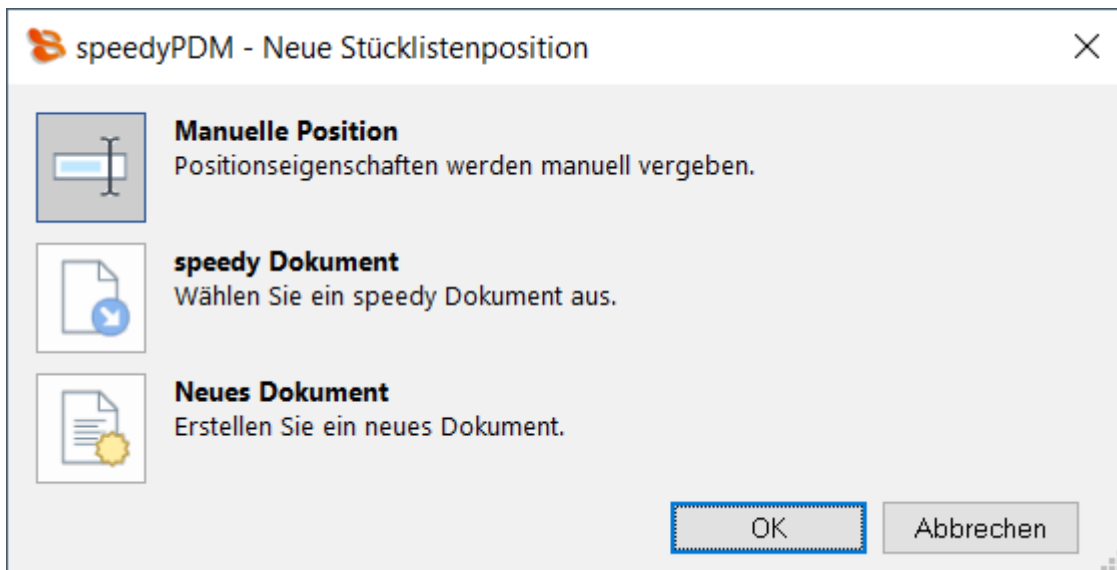 speedyPDM - Neue Stücklistenposition
Manuelle Position
Positionseigenschaften werden manuell vergeben.
speedy Dokument
Wählen Sie ein speedy Dokument aus.
Neues Dokument
Erstellen Sie ein neues Dokument.
OK
Abbrechen